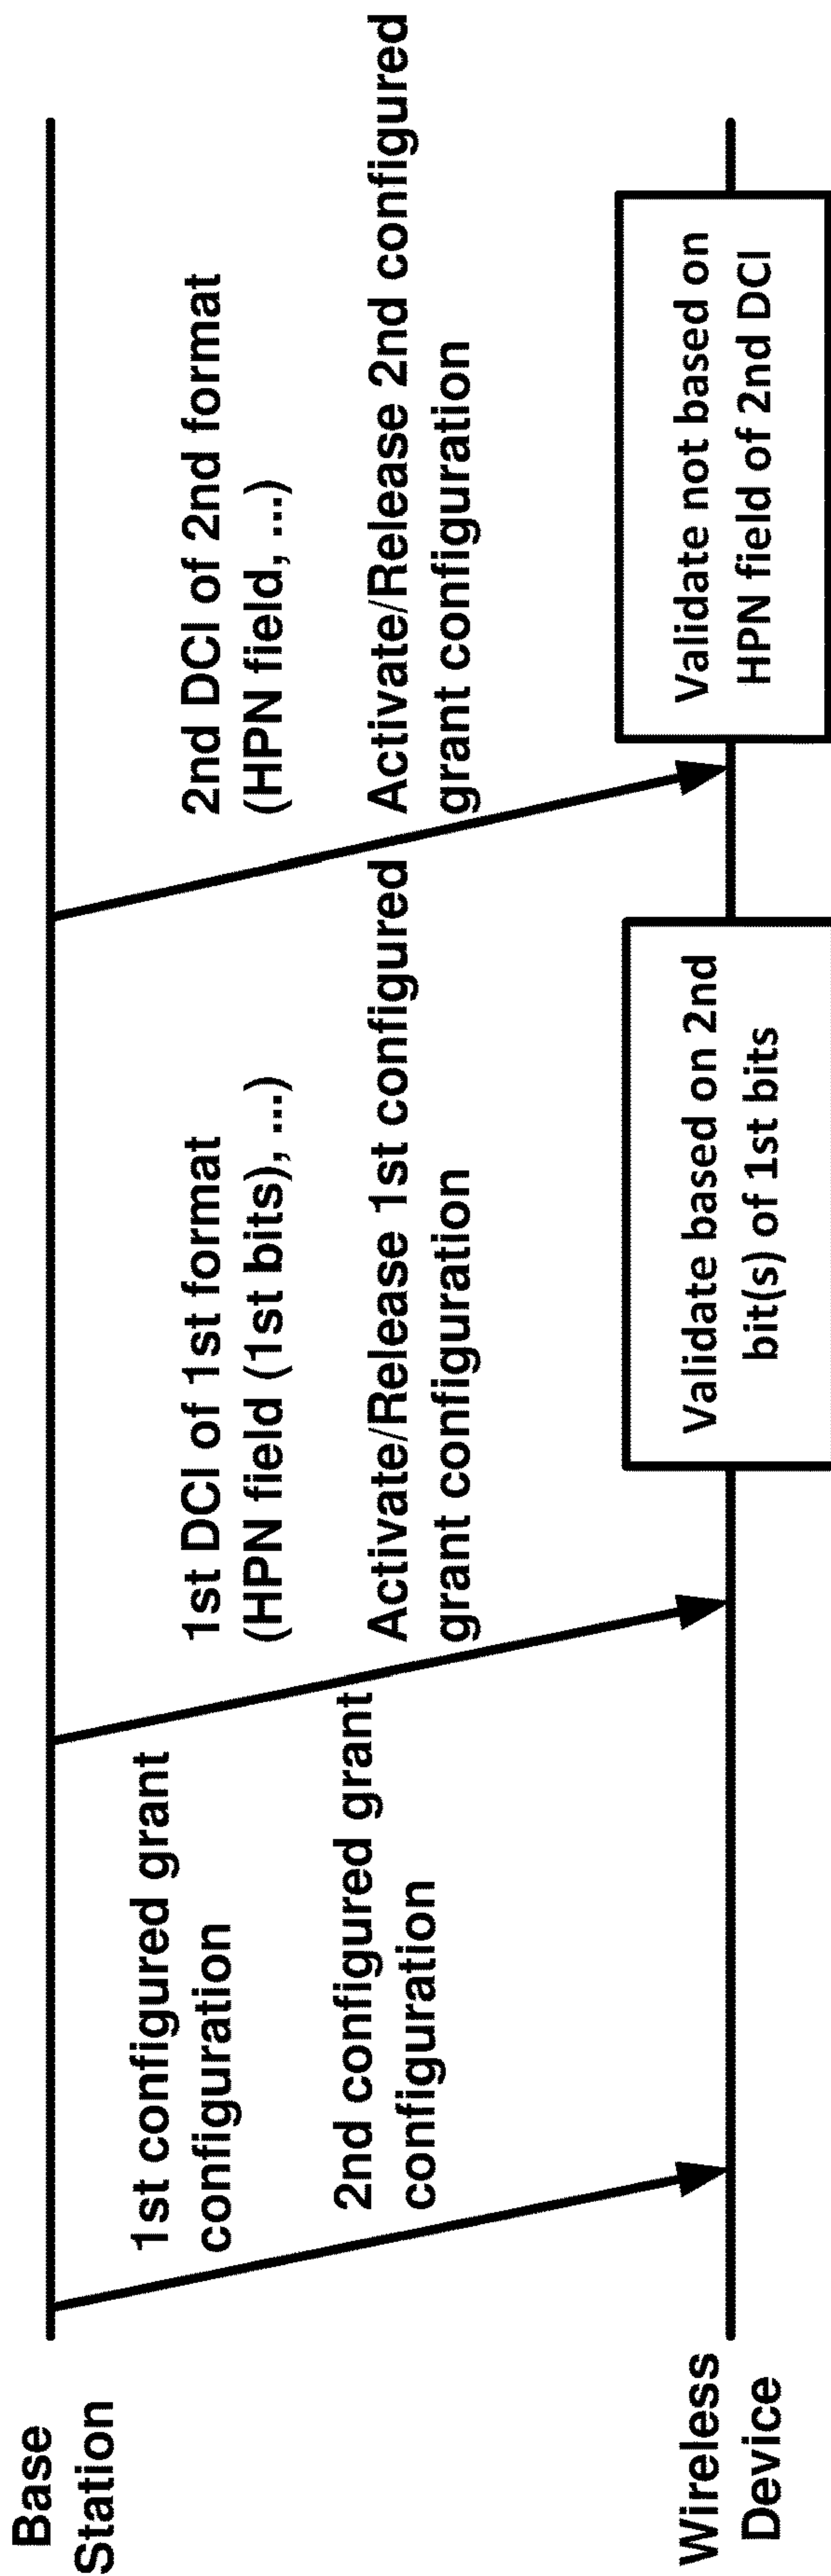 Base
Station
1st configured grant
configuration
2nd configured grant
configuration
1st DCI of 1st format
(HPN field (1st bits), ...)
Activate/Release 1st configured
grant configuration
2nd DCI of 2nd format
(HPN field, ...)
Activate/Release 2nd configured
grant configuration
Wireless
Device
Validate based on 2nd
bit(s) of 1st bits
Validate not based on
HPN field of 2nd DCI